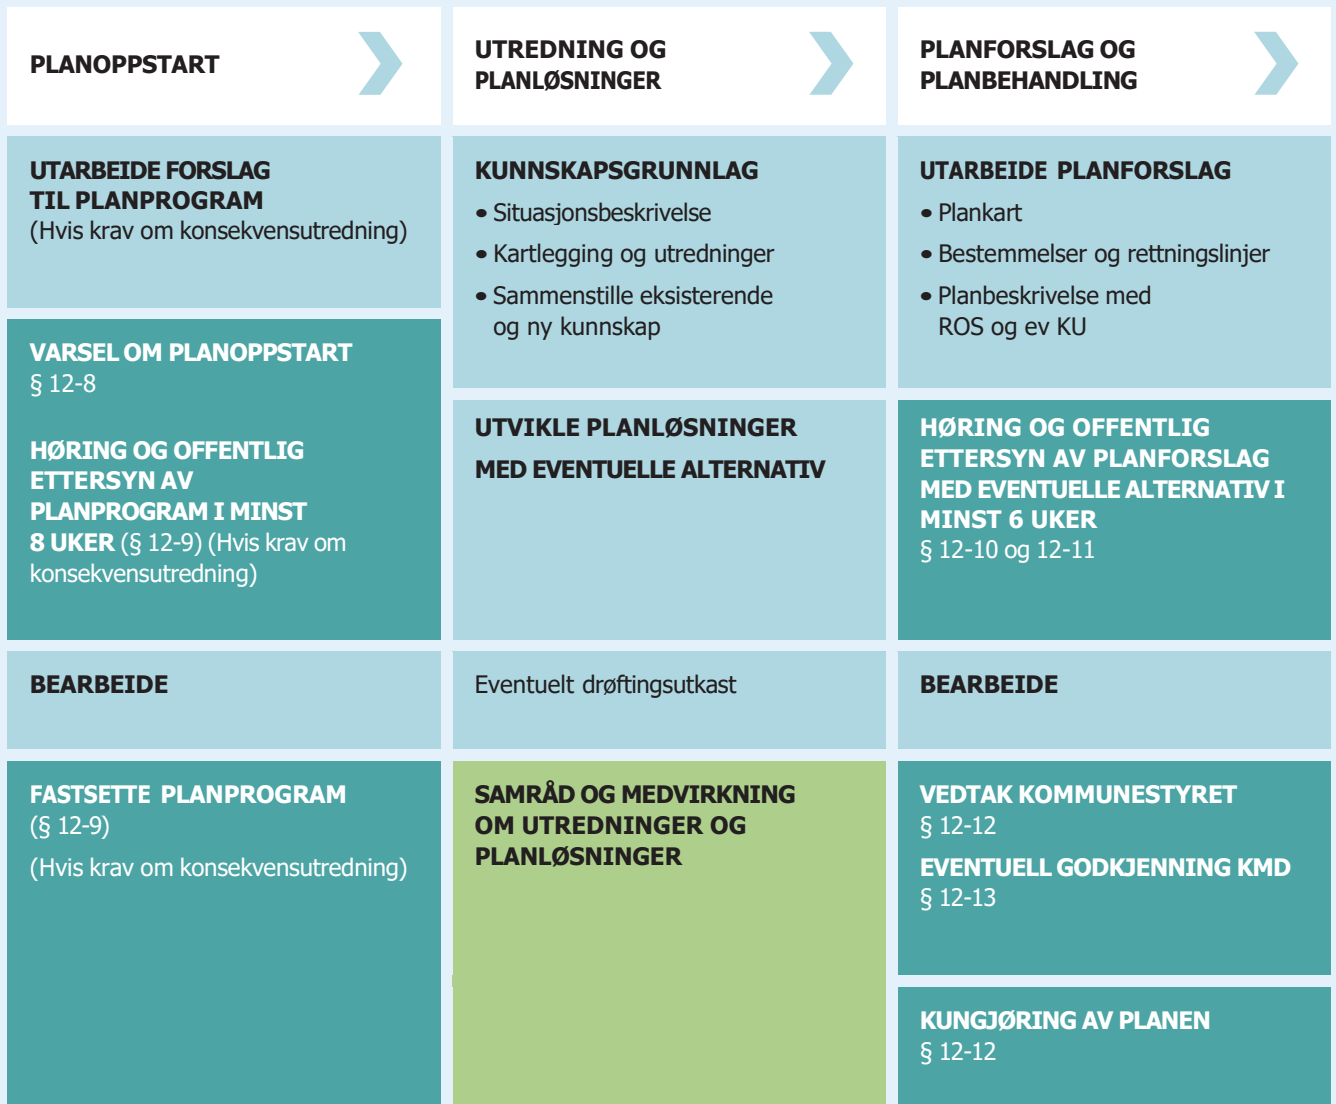 PLANOPPSTART
UTARBEIDE FORSLAG
TIL PLANPROGRAM
(Hvis krav om konsekvensutredning)
VARSEL OM PLANOPPSTART
§ 12-8
HØRING OG OFFENTLIG
ETTERSYN AV
PLANPROGRAM I MINST
8 UKER (§ 12-9) (Hvis krav om
konsekvensutredning)
BEARBEIDE
FASTSETTE PLANPROGRAM
(§ 12-9)
(Hvis krav om konsekvensutredning)
UTREDNING OG
PLANLØSNINGER
KUNNSKAPSGRUNNLAG
• Situasjonsbeskrivelse
• Kartlegging og utredninger
• Sammenstille eksisterende
og ny kunnskap
UTVIKLE PLANLØSNINGER
MED EVENTUELLE ALTERNATIV
Eventuelt drøftingsutkast
SAMRÅD OG MEDVIRKNING
OM UTREDNINGER OG
PLANLØSNINGER
PLANFORSLAG OG
PLANBEHANDLING
UTARBEIDE PLANFORSLAG
• Plankart
• Bestemmelser og rettningslinjer
• Planbeskrivelse med
ROS og ev KU
HØRING OG OFFENTLIG
ETTERSYN AV PLANFORSLAG
MED EVENTUELLE ALTERNATIV I
MINST 6 UKER
§ 12-10 og 12-11
BEARBEIDE
VEDTAK KOMMUNESTYRET
§ 12-12
EVENTUELL GODKJENNING KMD
§ 12-13
KUNGJØRING AV PLANEN
§ 12-12